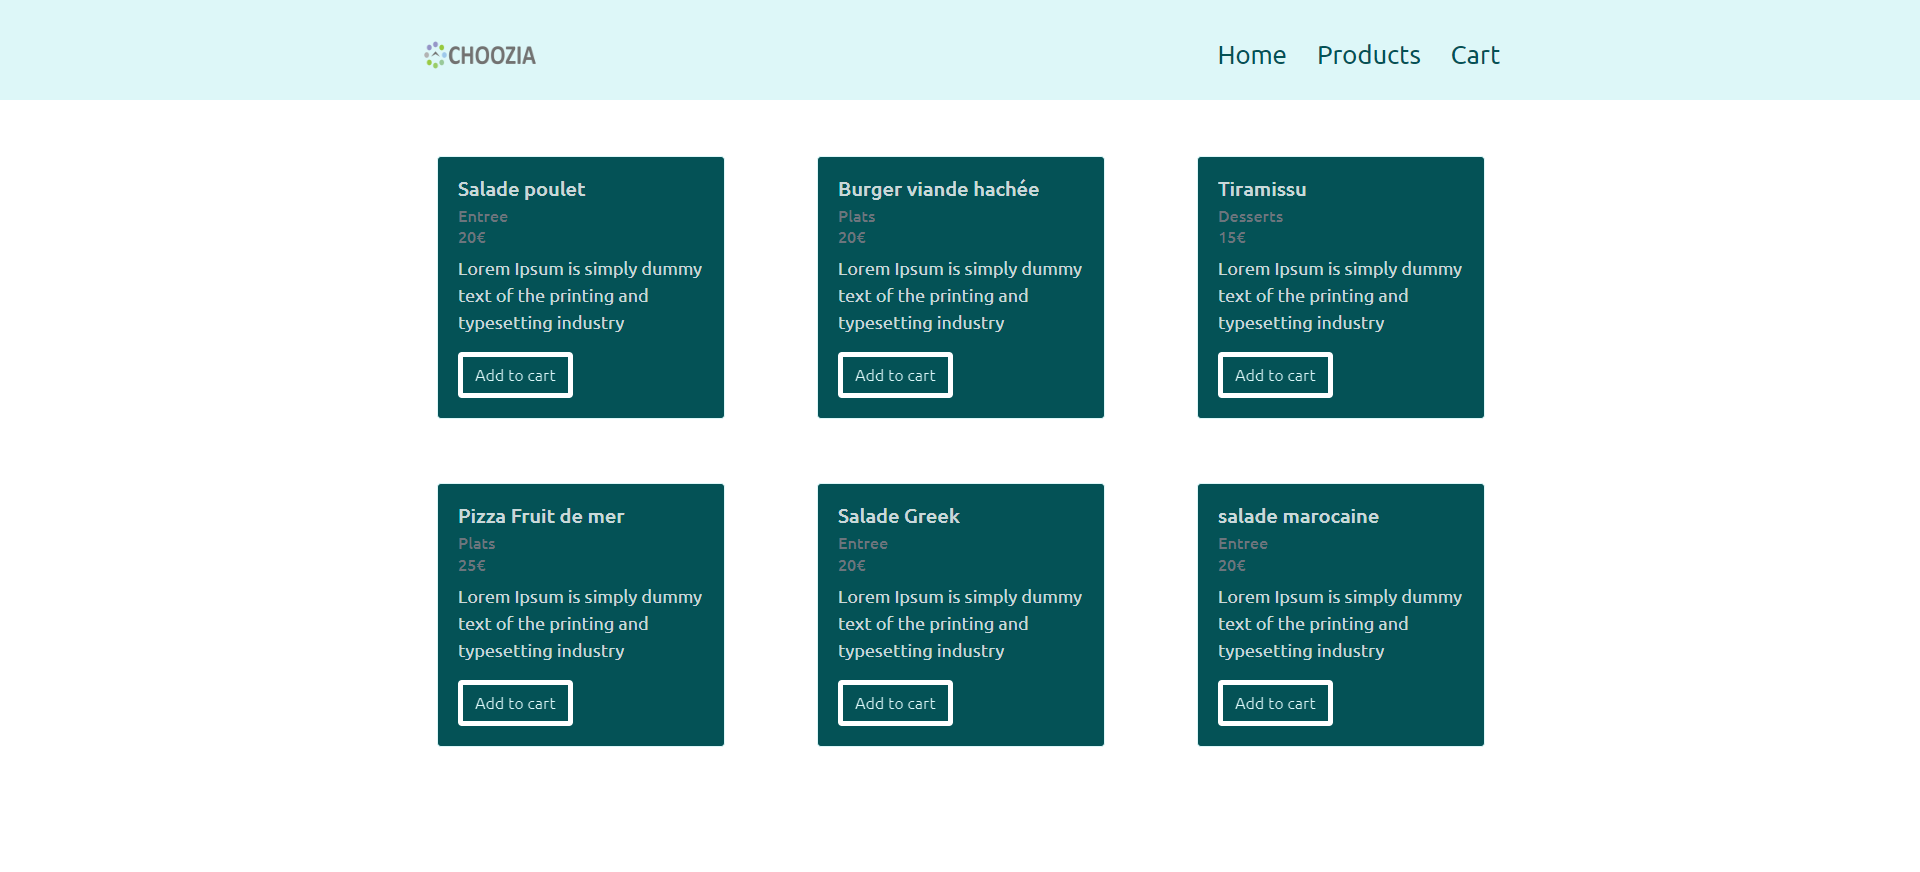 CHOOZIA
Home Products Cart
Salade poulet
Entree
20€
Lorem Ipsum is simply dummy
text of the printing and
typesetting industry
Add to cart
Burger viande hachée
Plats
20€
Lorem Ipsum is simply dummy
text of the printing and
typesetting industry
Add to cart
Tiramissu
Desserts
15€
Lorem Ipsum is simply dummy
text of the printing and
typesetting industry
Add to cart
Pizza Fruit de mer
Plats
25€
Lorem Ipsum is simply dummy
text of the printing and
typesetting industry
Add to cart
Salade Greek
Entree
20€
Lorem Ipsum is simply dummy
text of the printing and
typesetting industry
Add to cart
salade marocaine
Entree
20€
Lorem Ipsum is simply dummy
text of the printing and
typesetting industry
Add to cart